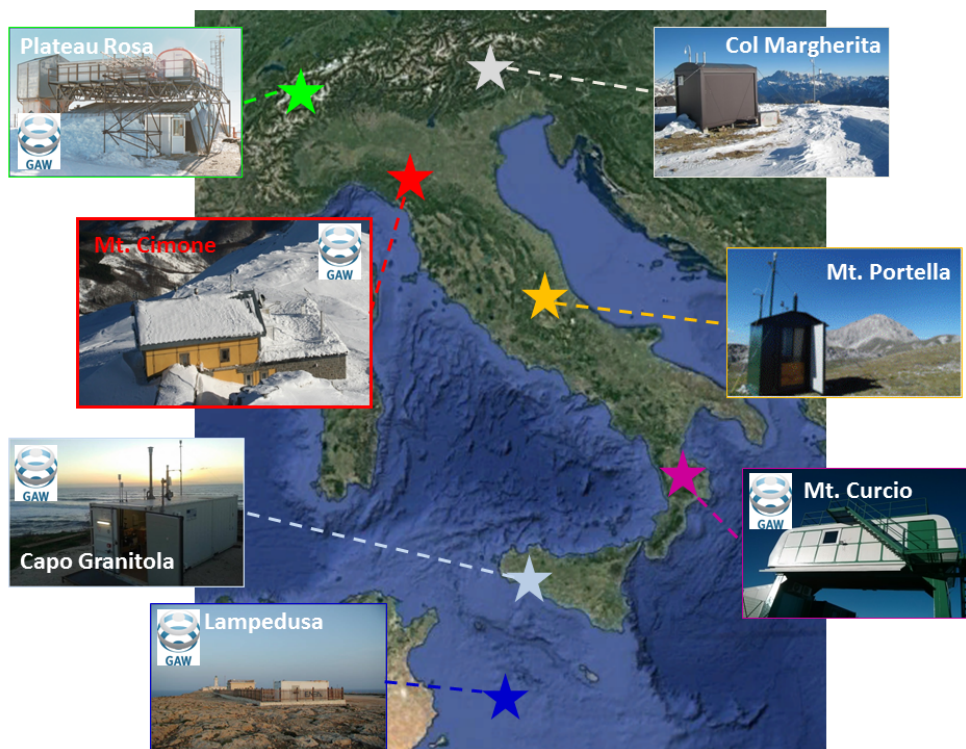 Plateau Rosa
GAW
Col Margherita
Mt. Cimone
GAW
Mt. Portella
GAW
Capo Granitola
Mt. Curcio
GAW
Lampedusa
GAW